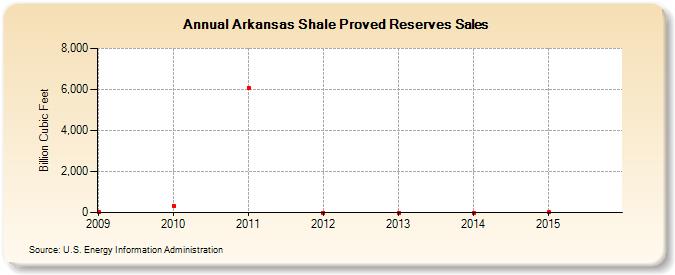 Annual Arkansas Shale Proved Reserves Sales
Billion Cubic Feet
8,000
6,000
4,000
2,000
0
2009 2010 2011 2012 2013 2014 2015
Source: U.S. Energy Information Administration